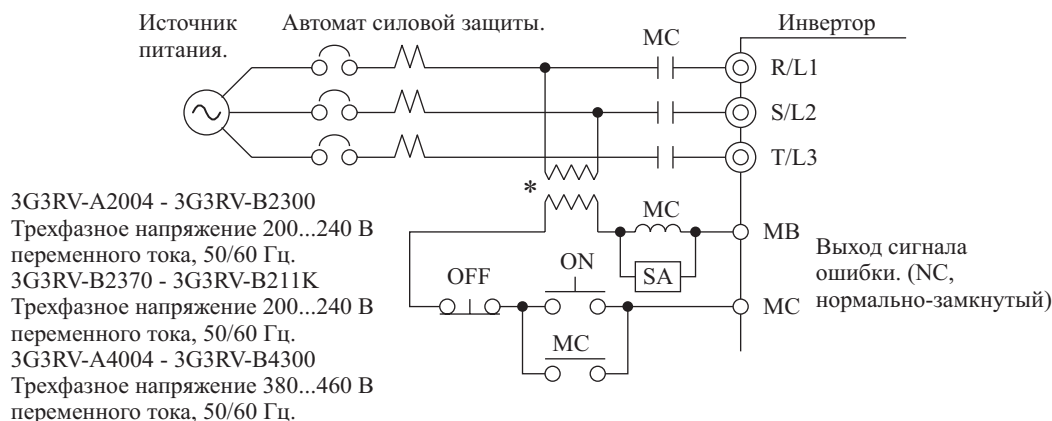 Источник
питания.
Автомат силовой защиты.
MC
Инвертор
R/L1
S/L2
T/L3
*
3G3RV-A2004 - 3G3RV-B2300
Трехфазное напряжение 200...240 В
переменного тока, 50/60 Гц.
3G3RV-B2370 - 3G3RV-B211K
Трехфазное напряжение 200...240 В
переменного тока, 50/60 Гц.
3G3RV-A4004 - 3G3RV-B4300
Трехфазное напряжение 380...460 В
переменного тока, 50/60 Гц.
MC
SA
MB
OFF
ON
MC
MC
Выход сигнала
ошибки. (NC,
нормально-замкнутый)